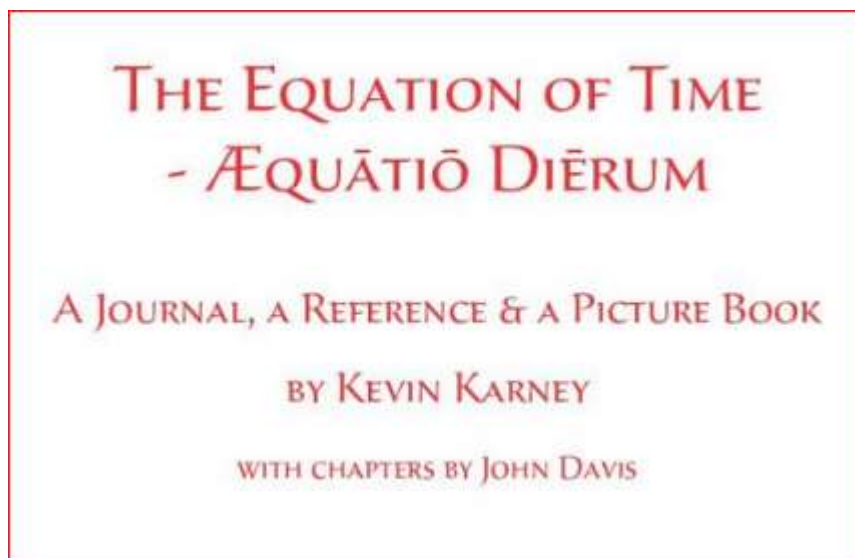 The Equation of Time
- Æquātiō Diērum
A Journal, a Reference & a Picture Book
by Kevin Karney
with chapters by John Davis